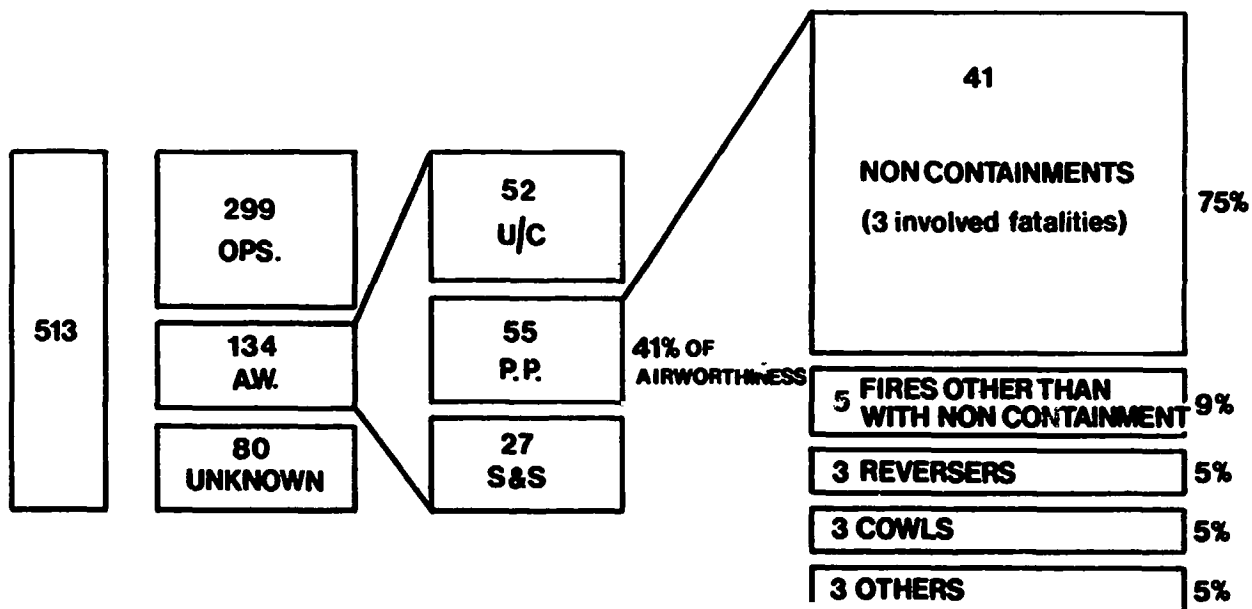 513
299
OPS.
134
A.W.
80
UNKNOWN
52
U/C
55
P.P.
27
S&S
41% OF
AIRWORTHINESS
41
NON CONTAINMENTS
(3 involved fatalities)
75%
5 FIRES OTHER THAN
WITH NON CONTAINMENT
9%
3 REVERSERS
5%
3 COWLS
5%
3 OTHERS
5%